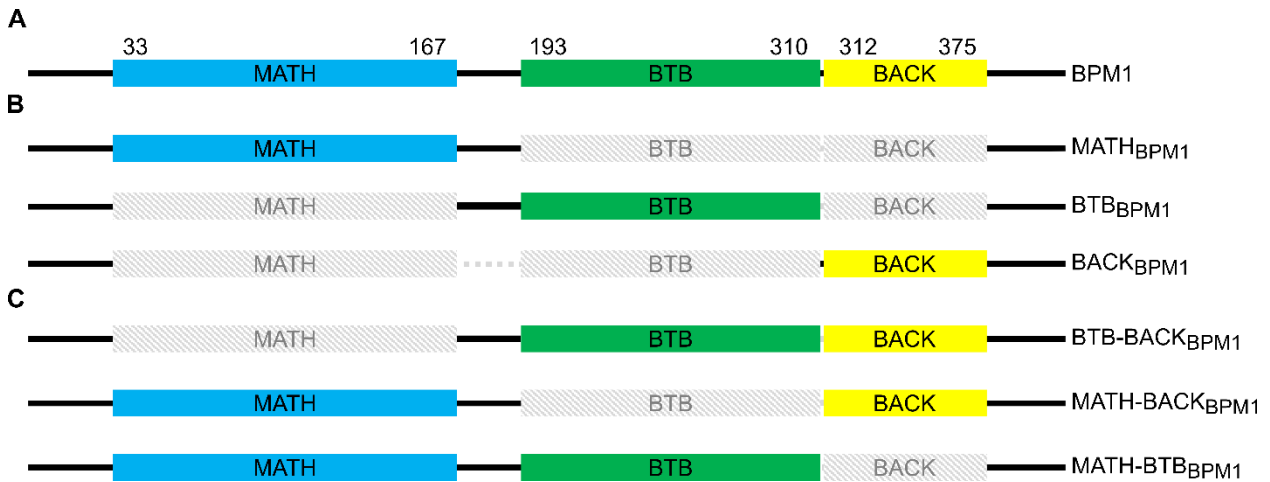 A
33 167 193 310 312 375
MATH BTB BACK BPM1
B
MATH BTB BACK MATHBPM1
MATH BTB BACK BTBBPM1
MATH BTB BACK BACKBPM1
C
MATH BTB BACK BTB-BACKBPM1
MATH BTB BACK MATH-BACKBPM1
MATH BTB BACK MATH-BTBBPM1